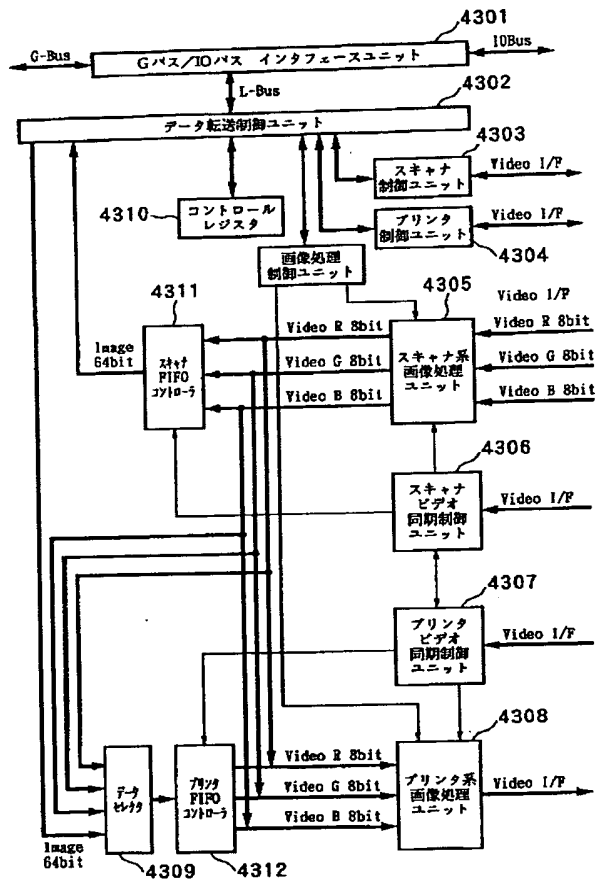 4301
G-Bus
Gバス/IOバス インタフェースユニット
IOBus
L-Bus
4302
データ転送制御ユニット
4303
スキャナ
制御ユニット
Video I/F
4310
コントロール
レジスタ
プリンタ
制御ユニット
Video I/F
4304
画像処理
制御ユニット
4311
4305
Video I/F
Image
64bit
スキャナ
FIFO
コントローラ
Video R 8bit
Video G 8bit
Video B 8bit
スキャナ系
画像処理
ユニット
Video R 8bit
Video G 8bit
Video B 8bit
4306
スキャナ
ビデオ
同期制御
ユニット
Video I/F
4307
プリンタ
ビデオ
同期制御
ユニット
Video I/F
4308
データ
セレクタ
プリンタ
FIFO
コントローラ
Video R 8bit
Video G 8bit
Video B 8bit
プリンタ系
画像処理
ユニット
Video I/F
Image
64bit
4309
4312